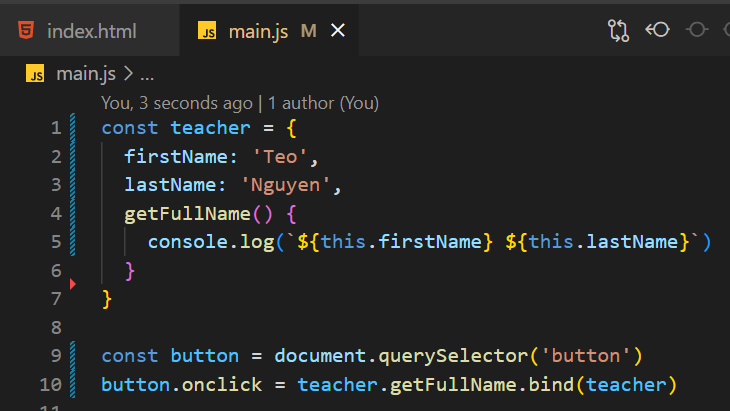 index.html JS main.js M
JS main.js > ...
You, 3 seconds ago | 1 author (You)
1 const teacher = {
2 firstName: 'Teo',
3 lastName: 'Nguyen',
4 getFullName() {
5 console.log(`${this.firstName} ${this.lastName}`)
6 }
7 }
8
9 const button = document.querySelector('button')
10 button.onclick = teacher.getFullName.bind(teacher)